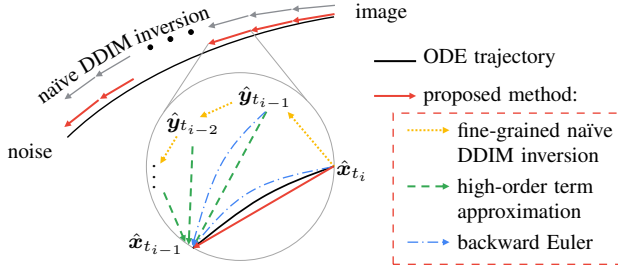 image
naïve DDIM inversion
noise
ŷ_{t_{i-1}}
ŷ_{t_{i-2}}
x̂_{t_i}
x̂_{t_{i-1}}
ODE trajectory
proposed method:
fine-grained naïve
DDIM inversion
high-order term
approximation
backward Euler